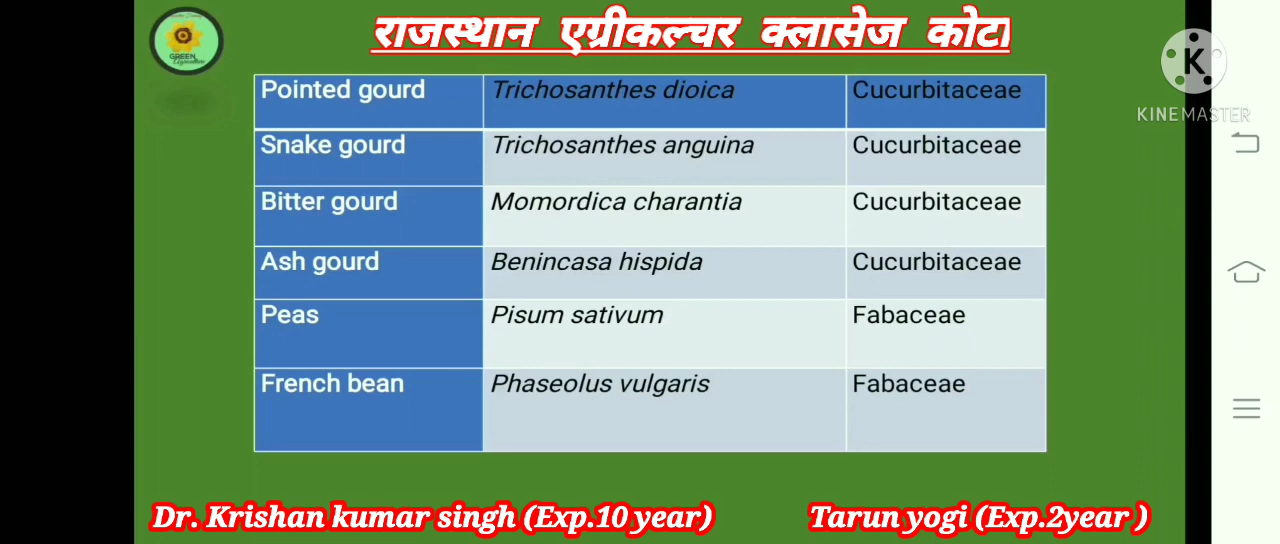 राजस्थान एग्रीकल्चर क्लासेज कोटा
GREEN
K
KINEMASTER
Pointed gourd Trichosanthes dioica Cucurbitaceae
Snake gourd Trichosanthes anguina Cucurbitaceae
Bitter gourd Momordica charantia Cucurbitaceae
Ash gourd Benincasa hispida Cucurbitaceae
Peas Pisum sativum Fabaceae
French bean Phaseolus vulgaris Fabaceae
Dr. Krishan kumar singh (Exp.10 year) Tarun yogi (Exp.2year )